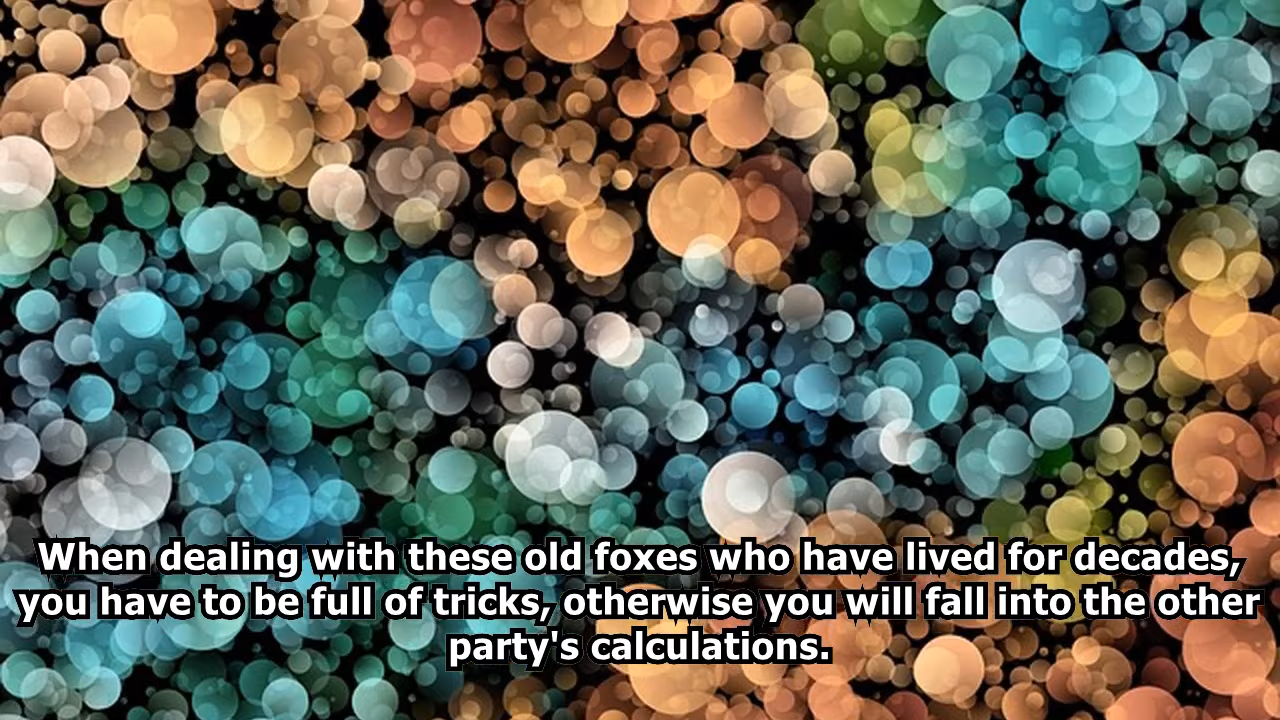 When dealing with these old foxes who have lived for decades,
you have to be full of tricks, otherwise you will fall into the other
party's calculations.